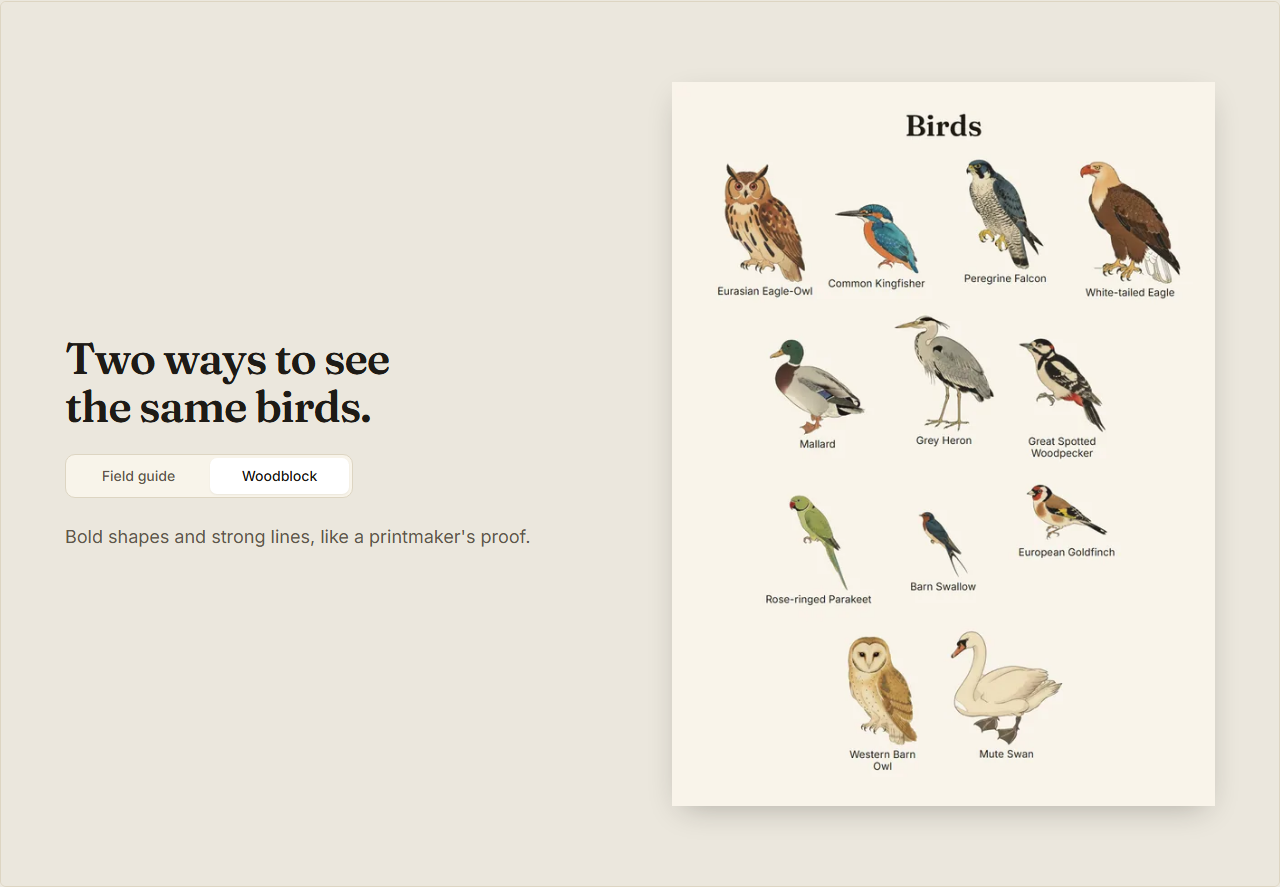 Two ways to see
the same birds.
Field guide
Woodblock
Bold shapes and strong lines, like a printmaker's proof.
Birds
Eurasian Eagle-Owl
Common Kingfisher
Peregrine Falcon
White-tailed Eagle
Mallard
Grey Heron
Great Spotted
Woodpecker
Rose-ringed Parakeet
Barn Swallow
European Goldfinch
Western Barn
Owl
Mute Swan